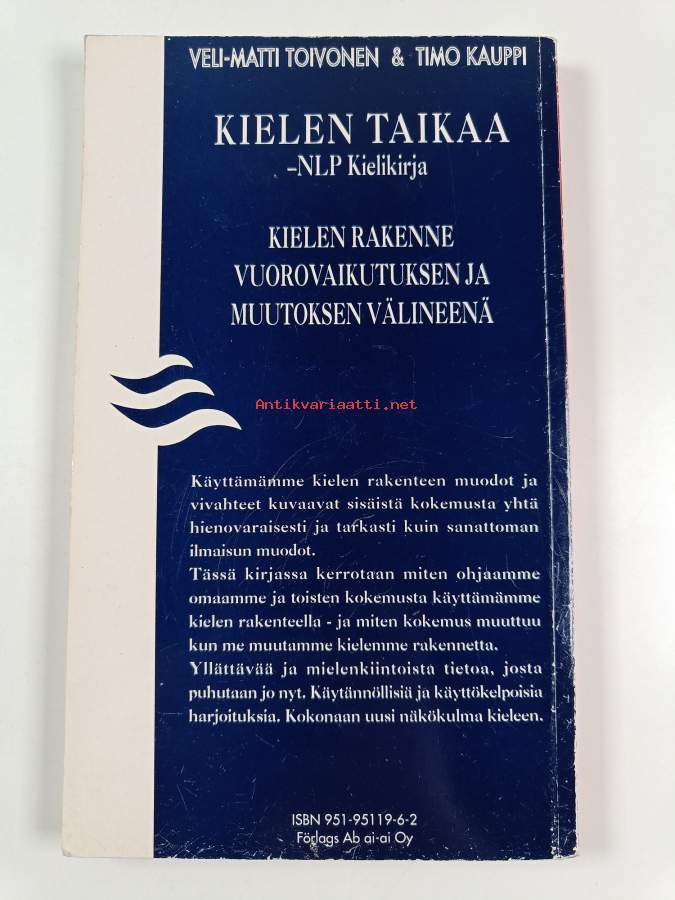 VELI-MATTI TOIVONEN & TIMO KAUPPI
KIELEN TAIKAA
–NLP Kielikirja
KIELEN RAKENNE
VUOROVAIKUTUKSEN JA
MUUTOKSEN VÄLINEENÄ
Antikvariaatti.net
Käyttämämme kielen rakenteen muodot ja
vivahteet kuvaavat sisäistä kokemusta yhtä
hienovaraisesti ja tarkasti kuin sanattoman
ilmaisun muodot.
Tässä kirjassa kerrotaan miten ohjaamme
omaamme ja toisten kokemusta käyttämämme
kielen rakenteella - ja miten kokemus muuttuu
kun me muutamme kielemme rakennetta.
Yllättävää ja mielenkiintoista tietoa, josta
puhutaan jo nyt. Käytännöllisiä ja käyttökelpoisia
harjoituksia. Kokonaan uusi näkökulma kieleen.
ISBN 951-95119-6-2
Förlags Ab ai-ai Oy